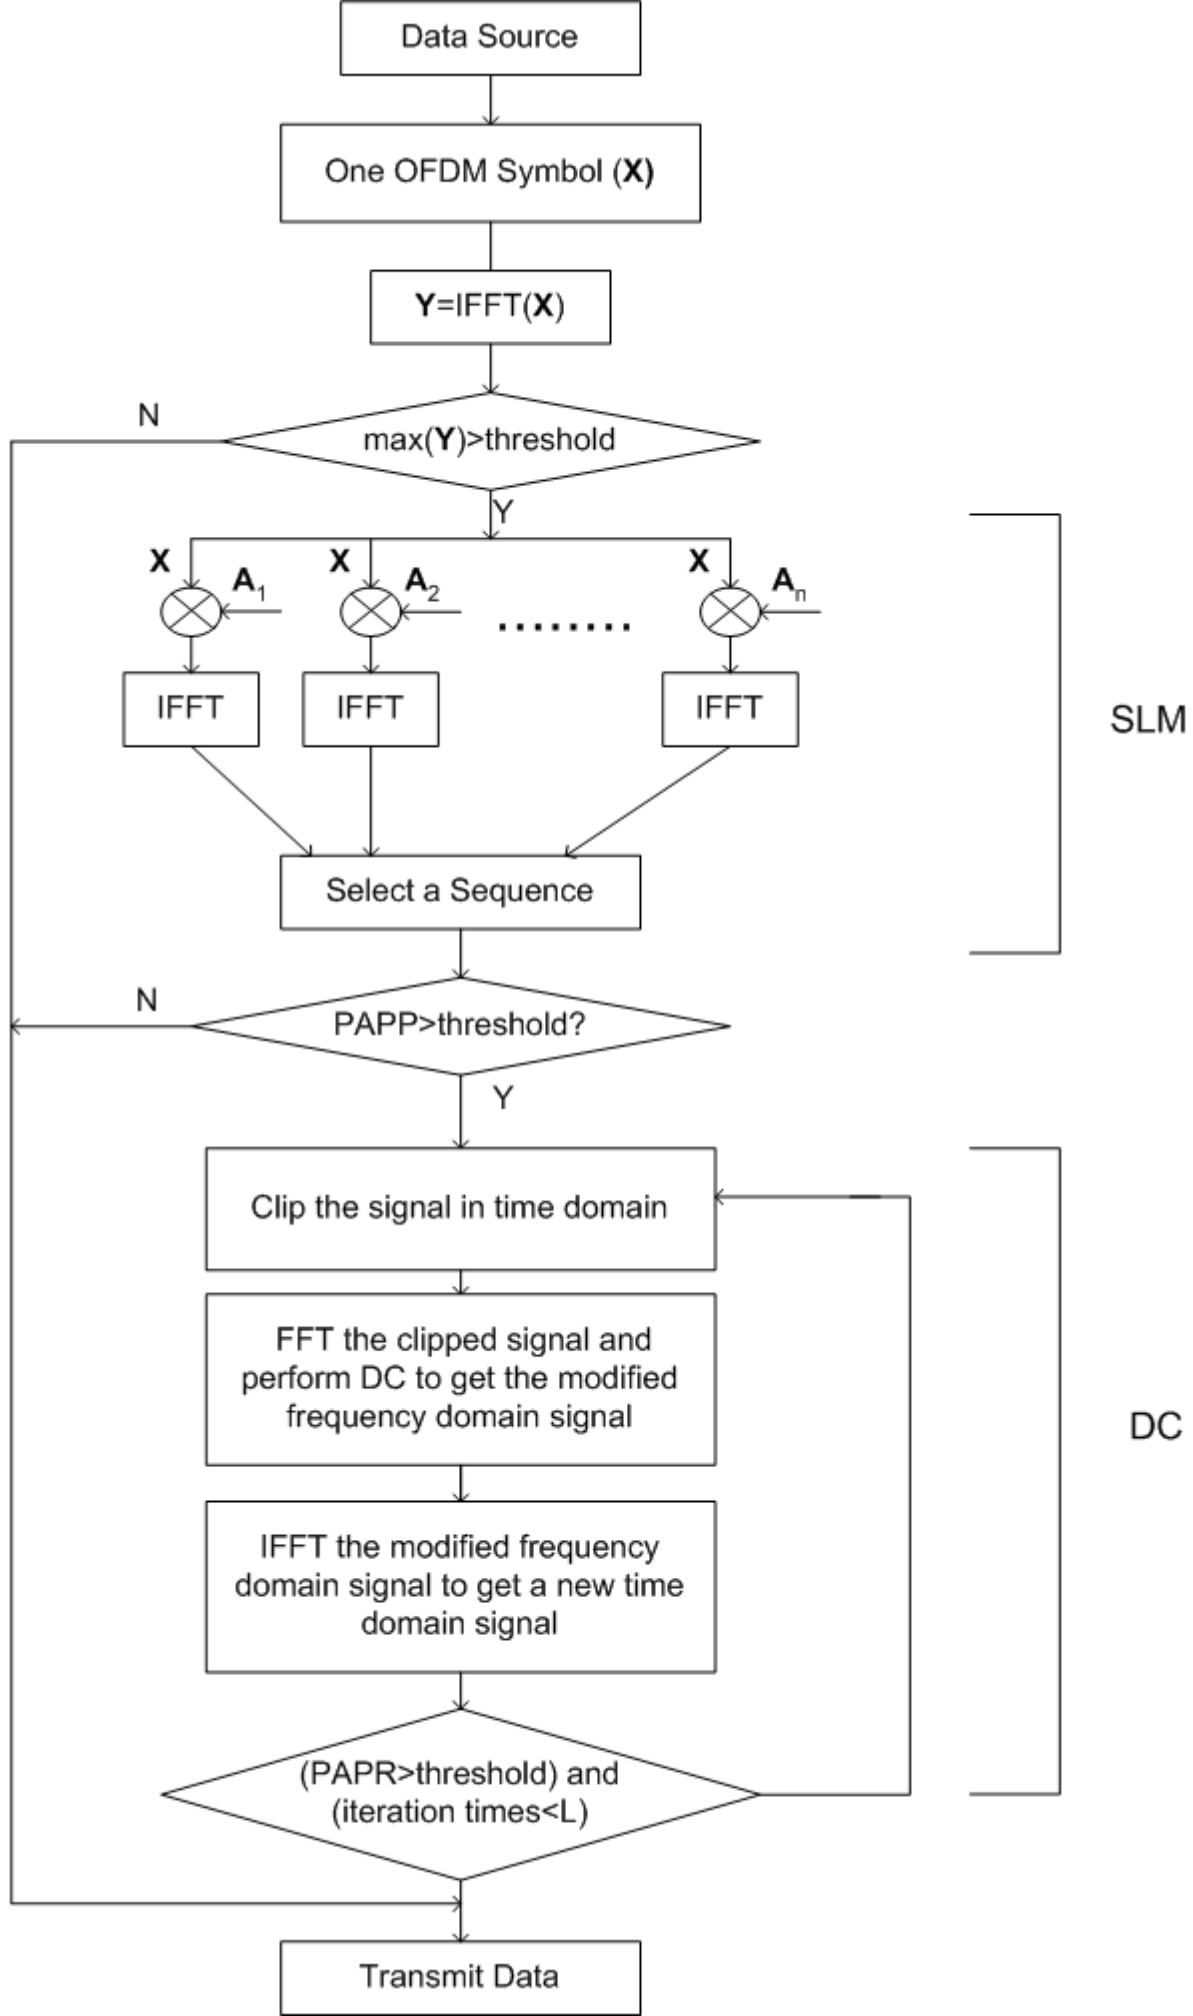 Data Source
One OFDM Symbol (X)
Y=IFFT(X)
N
max(Y)>threshold
Y
X
A1
X
A2
........
X
An
IFFT
IFFT
IFFT
SLM
Select a Sequence
N
PAPP>threshold?
Y
Clip the signal in time domain
FFT the clipped signal and
perform DC to get the modified
frequency domain signal
DC
IFFT the modified frequency
domain signal to get a new time
domain signal
(PAPR>threshold) and
(iteration times<L)
Transmit Data